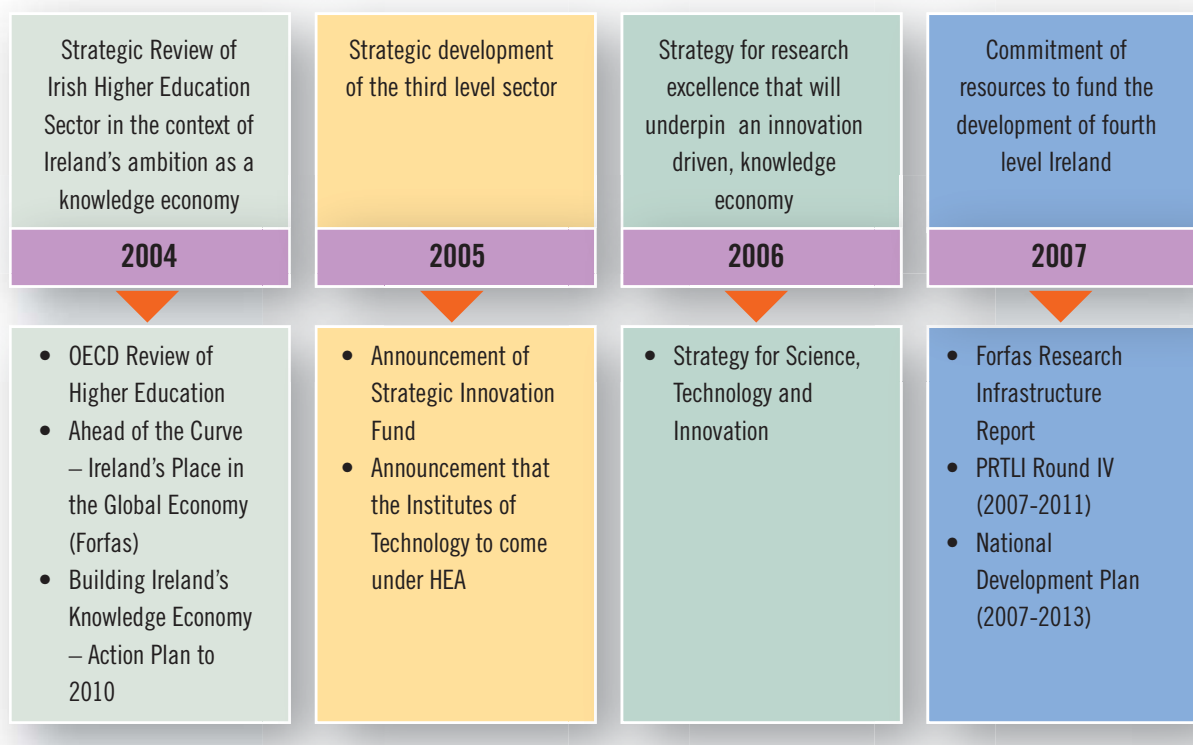 Strategic Review of
Irish Higher Education
Sector in the context of
Ireland's ambition as a
knowledge economy
2004
• OECD Review of
Higher Education
• Ahead of the Curve
– Ireland's Place in
the Global Economy
(Forfas)
• Building Ireland's
Knowledge Economy
– Action Plan to
2010
Strategic development
of the third level sector
2005
• Announcement of
Strategic Innovation
Fund
• Announcement that
the Institutes of
Technology to come
under HEA
Strategy for research
excellence that will
underpin an innovation
driven, knowledge
economy
2006
• Strategy for Science,
Technology and
Innovation
Commitment of
resources to fund the
development of fourth
level Ireland
2007
• Forfas Research
Infrastructure
Report
• PRTLI Round IV
(2007-2011)
• National
Development Plan
(2007-2013)